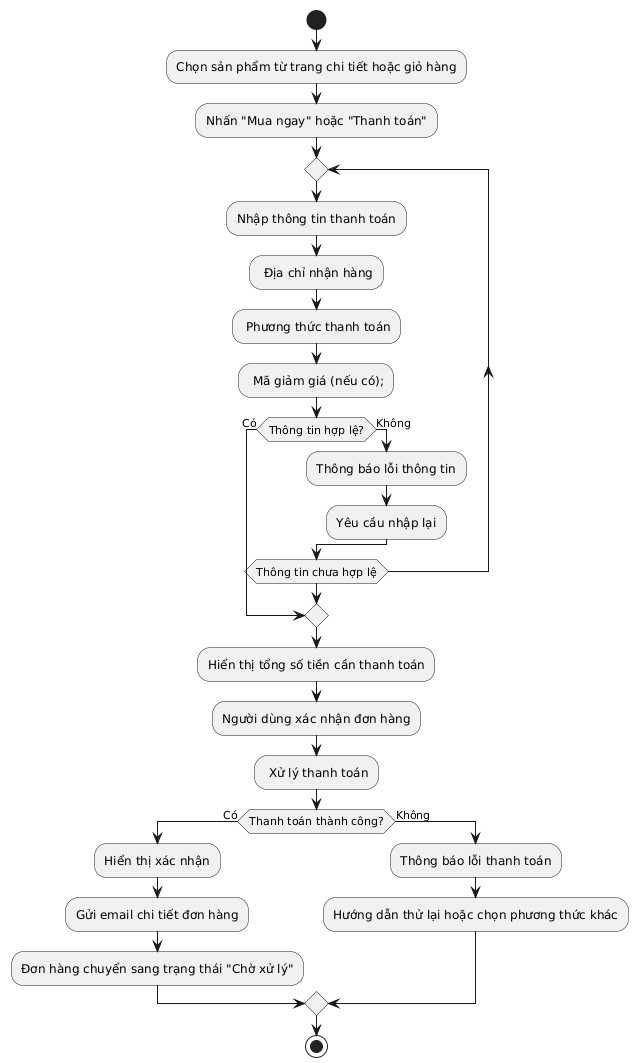 Chọn sản phẩm từ trang chi tiết hoặc giỏ hàng
Nhấn "Mua ngay" hoặc "Thanh toán"
Nhập thông tin thanh toán
Địa chỉ nhận hàng
Phương thức thanh toán
Mã giảm giá (nếu có);
Có
Thông tin hợp lệ?
Không
Thông báo lỗi thông tin
Yêu cầu nhập lại
Thông tin chưa hợp lệ
Hiển thị tổng số tiền cần thanh toán
Người dùng xác nhận đơn hàng
Xử lý thanh toán
Có
Thanh toán thành công?
Không
Hiển thị xác nhận
Thông báo lỗi thanh toán
Gửi email chi tiết đơn hàng
Hướng dẫn thử lại hoặc chọn phương thức khác
Đơn hàng chuyển sang trạng thái "Chờ xử lý"